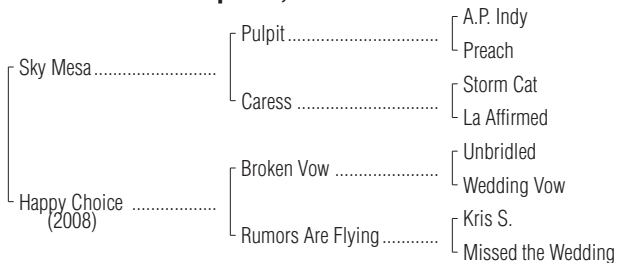 A.P. Indy
Pulpit
Preach
Sky Mesa
Storm Cat
Caress
La Affirmed
Unbridled
Broken Vow
Wedding Vow
Happy Choice
(2008)
Kris S.
Rumors Are Flying
Missed the Wedding